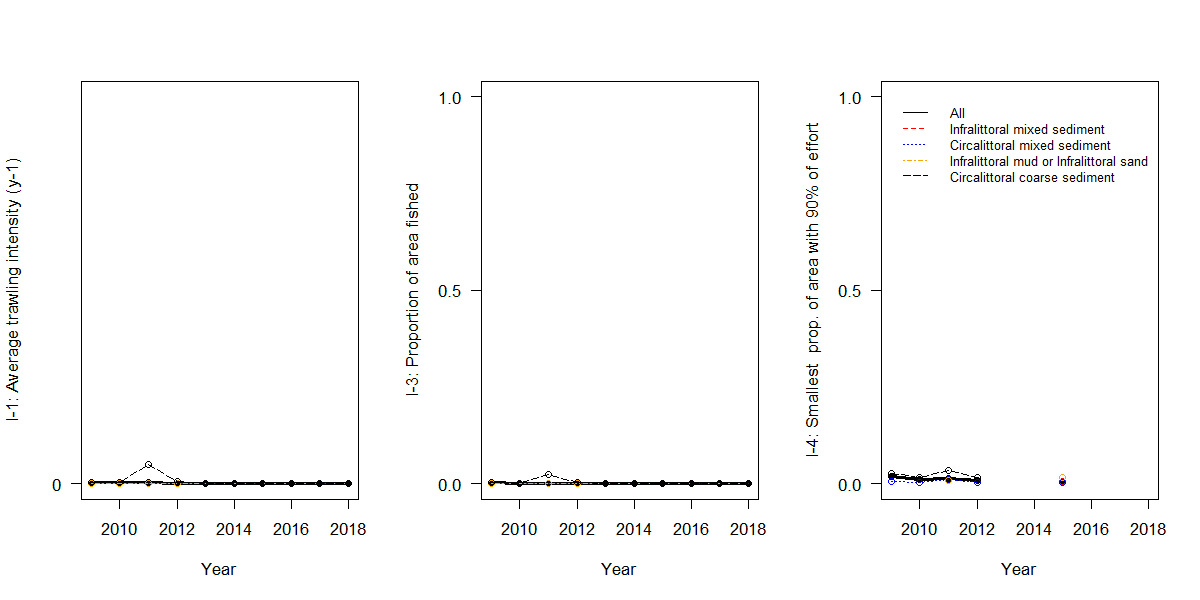 I-1: Average trawling intensity (y-1)
0
2010 2012 2014 2016 2018
Year
I-3: Proportion of area fished
1.0
0.5
0.0
2010 2012 2014 2016 2018
Year
I-4: Smallest  prop. of area with 90% of effort
1.0
0.5
0.0
All
Infralittoral mixed sediment
Circalittoral mixed sediment
Infralittoral mud or Infralittoral sand
Circalittoral coarse sediment
2010 2012 2014 2016 2018
Year